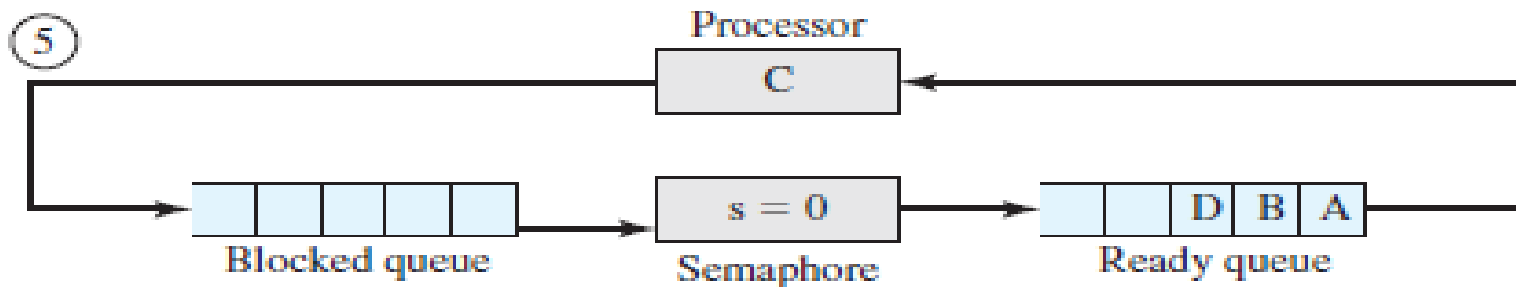 5
Processor
C
s = 0
D B A
Blocked queue
Semaphore
Ready queue